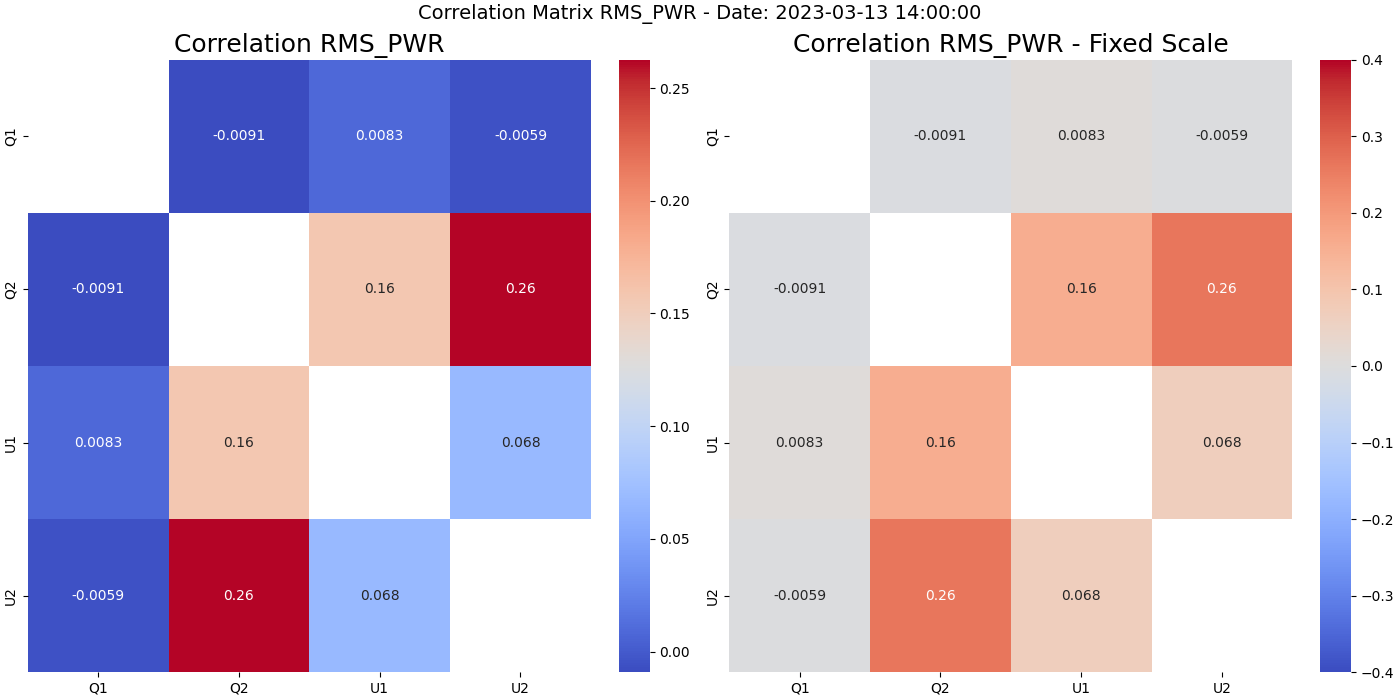 Correlation Matrix RMS_PWR - Date: 2023-03-13 14:00:00
Correlation RMS_PWR
Q1
-0.0091
0.0083
-0.0059
Q2
-0.0091
0.16
0.26
U1
0.0083
0.16
0.068
U2
-0.0059
0.26
0.068
Q1
Q2
U1
U2
0.25
0.20
0.15
0.10
0.05
0.00
Correlation RMS_PWR - Fixed Scale
Q1
-0.0091
0.0083
-0.0059
Q2
-0.0091
0.16
0.26
U1
0.0083
0.16
0.068
U2
-0.0059
0.26
0.068
Q1
Q2
U1
U2
0.4
0.3
0.2
0.1
0.0
−0.1
−0.2
−0.3
−0.4